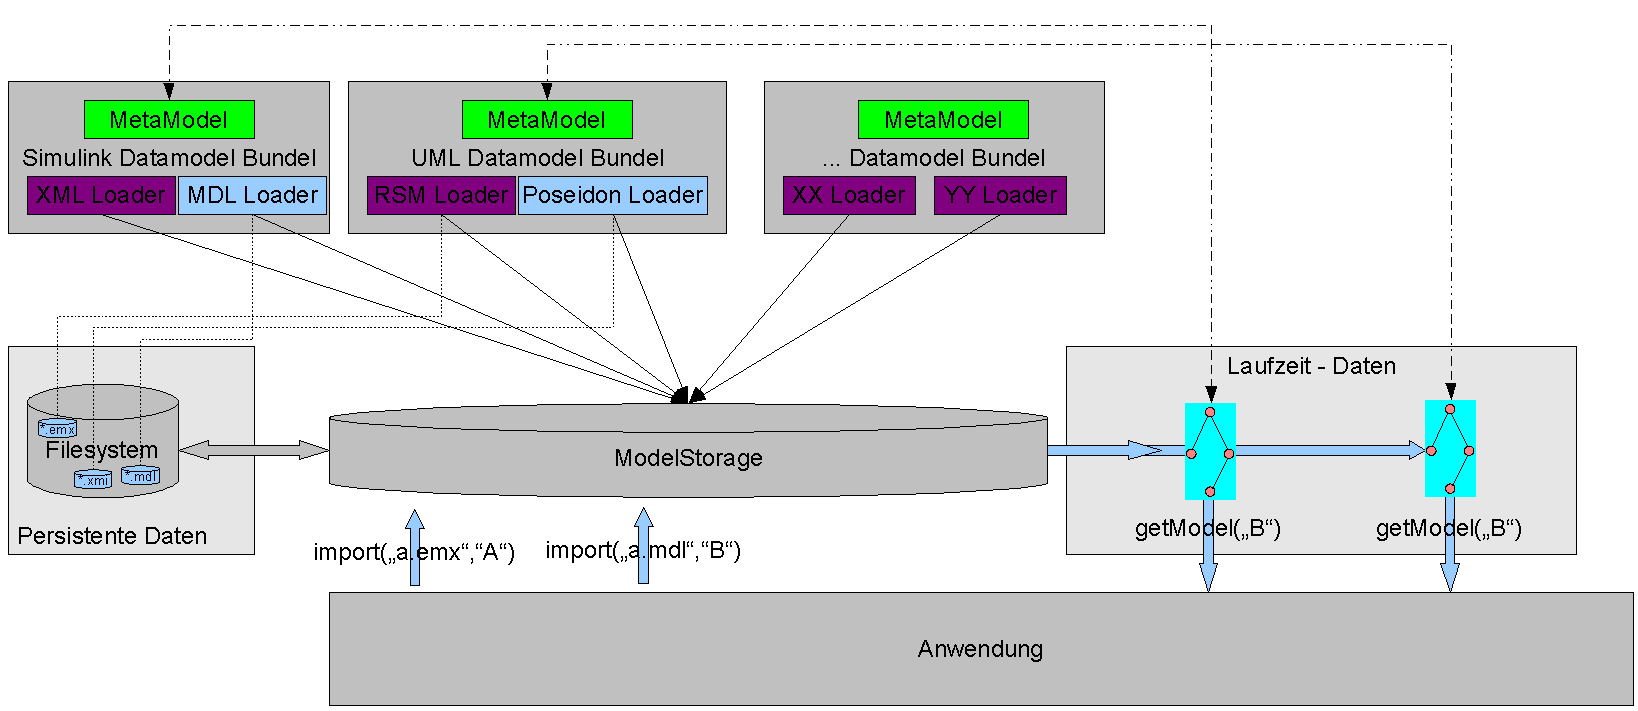 MetaModel
Simulink Datamodel Bundel
XML Loader
MDL Loader
MetaModel
UML Datamodel Bundel
RSM Loader
Poseidon Loader
MetaModel
... Datamodel Bundel
XX Loader
YY Loader
*.emx
Filesystem
*.xmi
*.mdl
Persistente Daten
ModelStorage
Laufzeit - Daten
getModel(„B“)
getModel(„B“)
import(„a.emx“,“A“)
import(„a.mdl“,“B“)
Anwendung